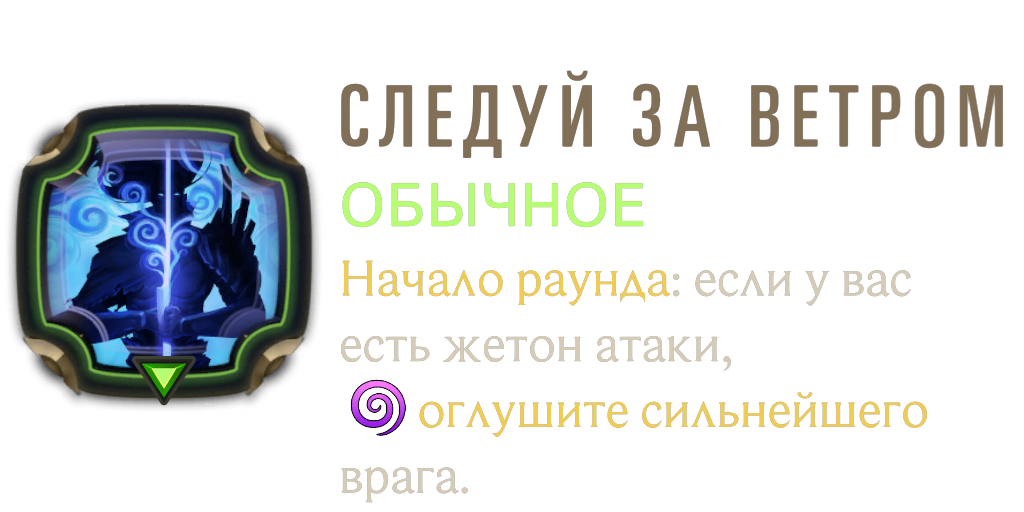 СЛЕДУЙ ЗА ВЕТРОМ
ОБЫЧНОЕ
Начало раунда: если у вас
есть жетон атаки,
оглушите сильнейшего
врага.